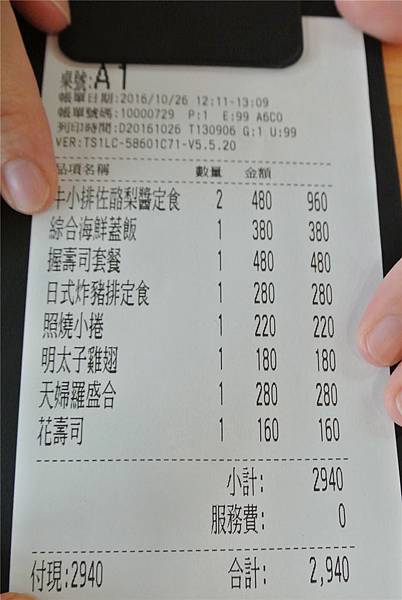 桌號:A1
帳單日期:2016/10/26 12:11-13:09
帳單號碼:10000729 P:1 E:99 A6C0
列印時間:D20161026 T130906 G:1 U:99
VER:TS1LC-58601C71-V5.5.20
品項名稱 數量 金額
牛小排佐酪梨醬定食 2 480 960
綜合海鮮蓋飯 1 380 380
握壽司套餐 1 480 480
日式炸豬排定食 1 280 280
照燒小捲 1 220 220
明太子雞翅 1 180 180
天婦羅盛合 1 280 280
花壽司 1 160 160
小計: 2940
服務費: 0
付現:2940 合計: 2,940